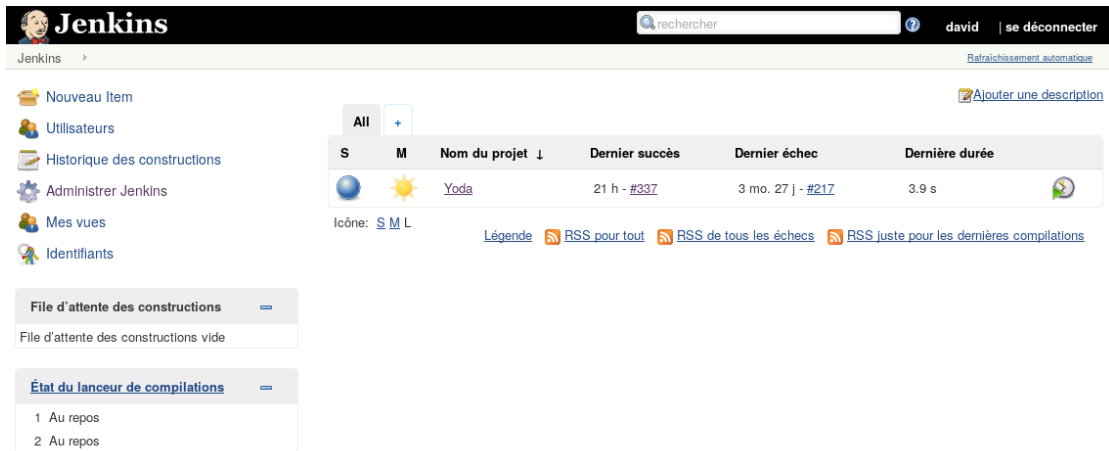 Jenkins
rechercher
david | se déconnecter
Jenkins
Rafraîchissement automatique
Nouveau Item
Utilisateurs
Historique des constructions
Administrer Jenkins
Mes vues
Identifiants
File d'attente des constructions
File d'attente des constructions vide
État du lanceur de compilations
1 Au repos
2 Au repos
Ajouter une description
All +
S M Nom du projet ↓ Dernier succès Dernier échec Dernière durée
Yoda 21 h - #337 3 mo. 27 j - #217 3.9 s
Icône: S M L
Légende RSS pour tout RSS de tous les échecs RSS juste pour les dernières compilations